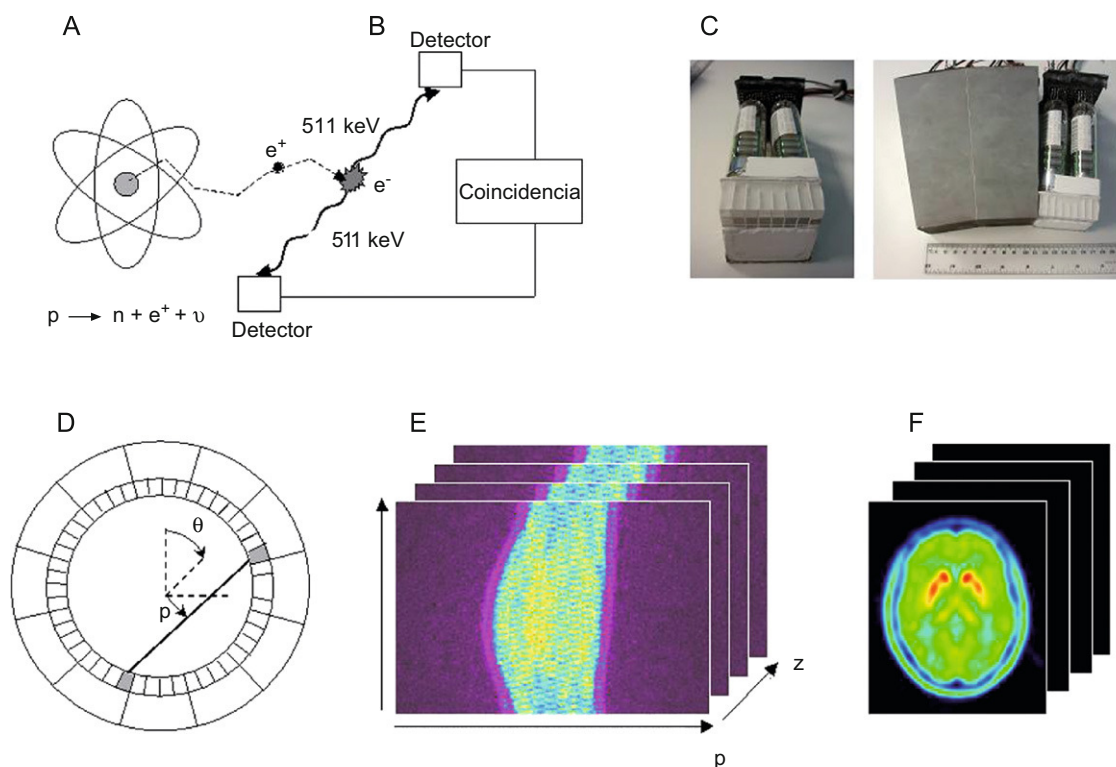 A
B
Detector
511 keV
e+
e-
Coincidencia
511 keV
p → n + e+ + υ
Detector
C
D
θ
p
E
z
p
F